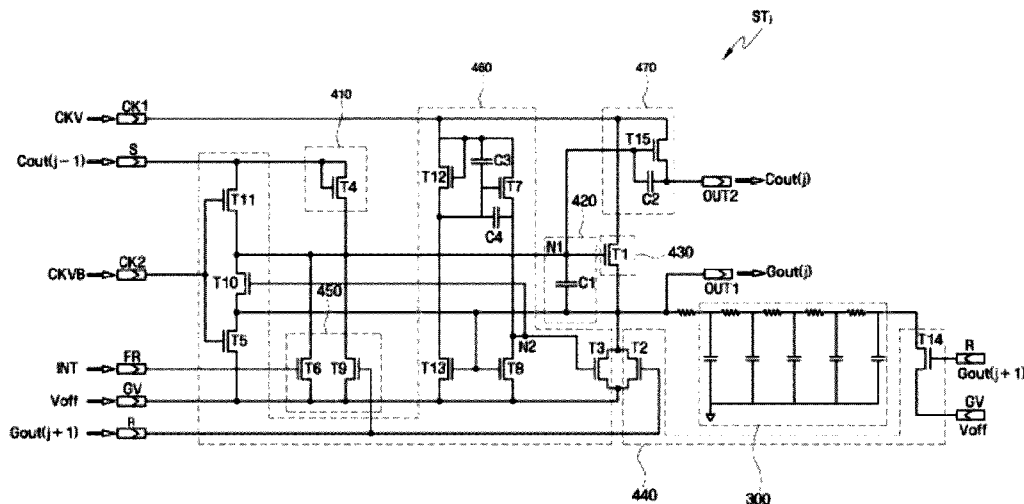 STj
460
470
410
CKV CK1
T15
Cout(j-1) S
T12
C3
T7
T4
C2
Cout(j)
OUT2
T11
420
C4
N1
T1
430
Gout(j)
OUT1
CKVB CK2
T10
450
C1
T5
N2
T3
T2
T14
R
Gout(j+1)
INT FR
T6
T9
T13
T8
Voff GV
GV
Voff
Gout(j+1) R
440
300